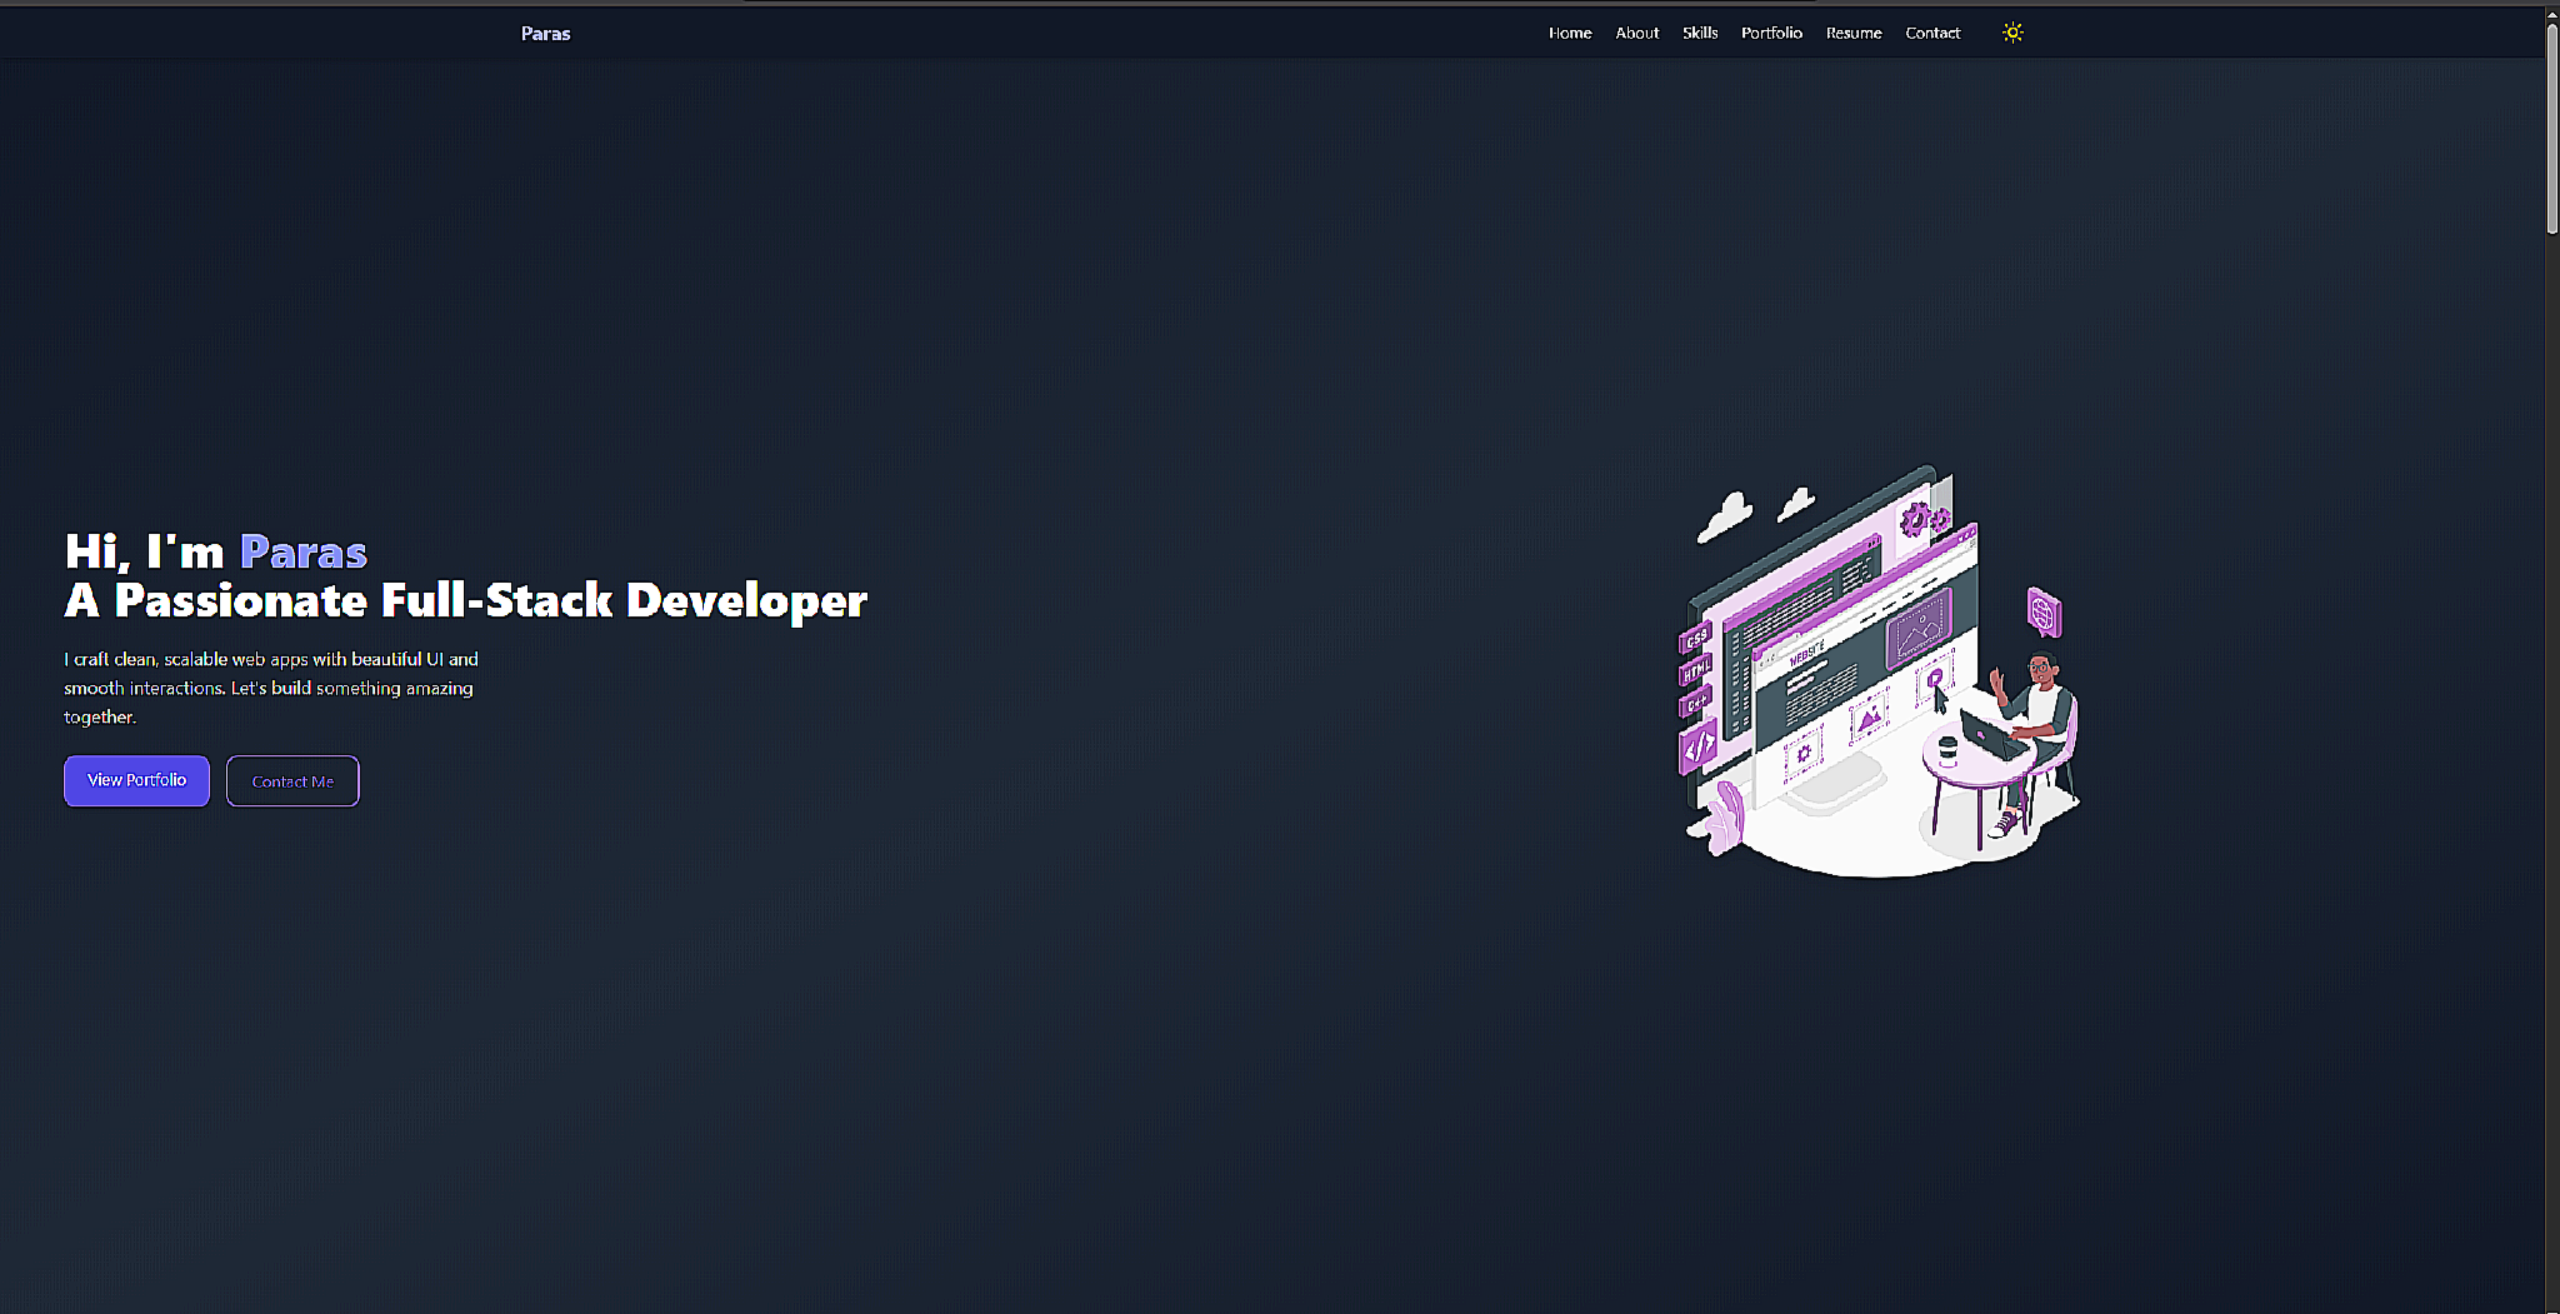 Paras
Home About Skills Portfolio Resume Contact
Hi, I'm Paras
A Passionate Full-Stack Developer
I craft clean, scalable web apps with beautiful UI and
smooth interactions. Let's build something amazing
together.
View Portfolio Contact Me
CSS
HTML
C++
</>
WEBSITE